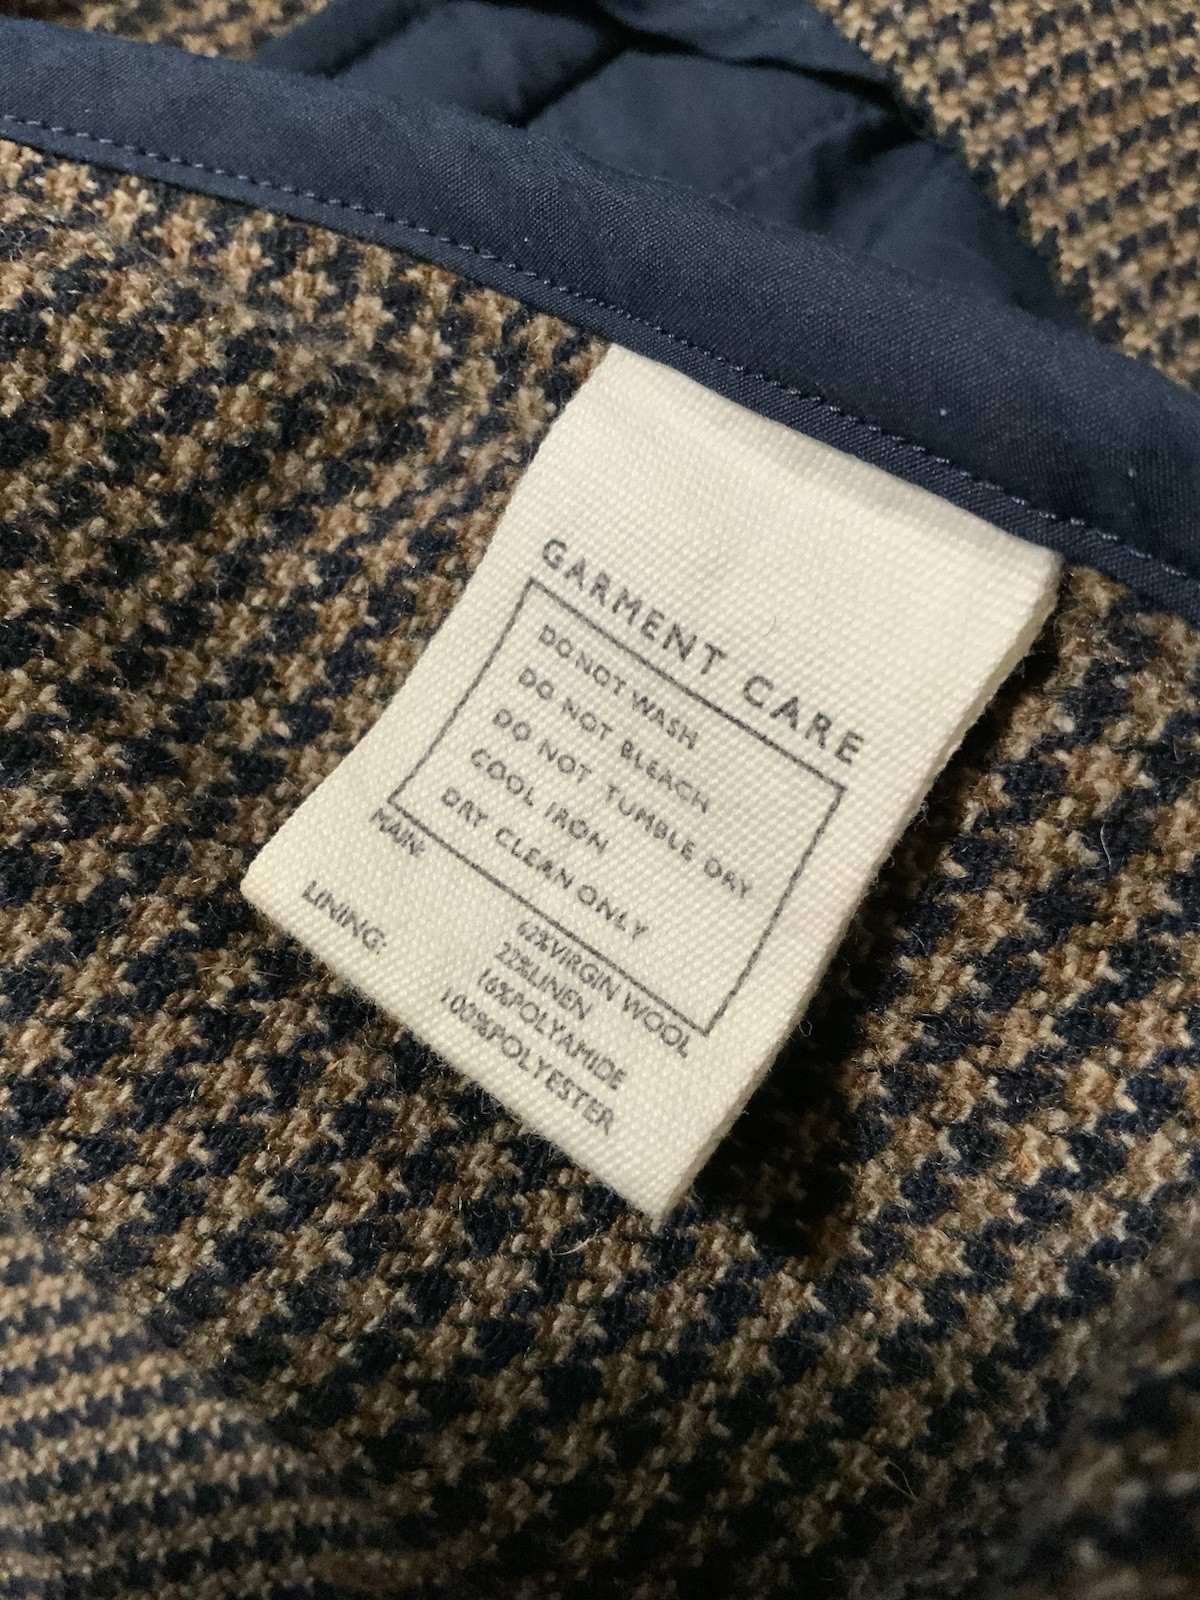 GARMENT CARE
DO NOT WASH
DO NOT BLEACH
DO NOT TUMBLE DRY
COOL IRON
DRY CLEAN ONLY
MAIN: 62%VIRGIN WOOL
22%LINEN
16%POLYAMIDE
LINING: 100%POLYESTER